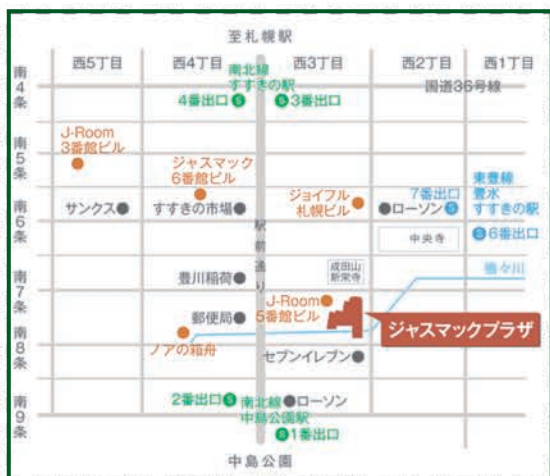 至札幌駅
西5丁目
西4丁目
西3丁目
西2丁目
西1丁目
南4条
南5条
南6条
南7条
南8条
南9条
国道36号線
南北線
すすきの駅
4番出口 S
S 3番出口
J-Room
3番館ビル
ジャスマック
6番館ビル
ジョイフル
札幌ビル
7番出口
東豊線
豊水
すすきの駅
サンクス
すすきの市場
ローソン S
S 6番出口
駅前通り
中央寺
豊川稲荷
成田山
新栄寺
鴨々川
J-Room
5番館ビル
郵便局
ノアの箱舟
ジャスマックプラザ
セブンイレブン
2番出口 S
南北線
中島公園駅
ローソン
S 1番出口
中島公園